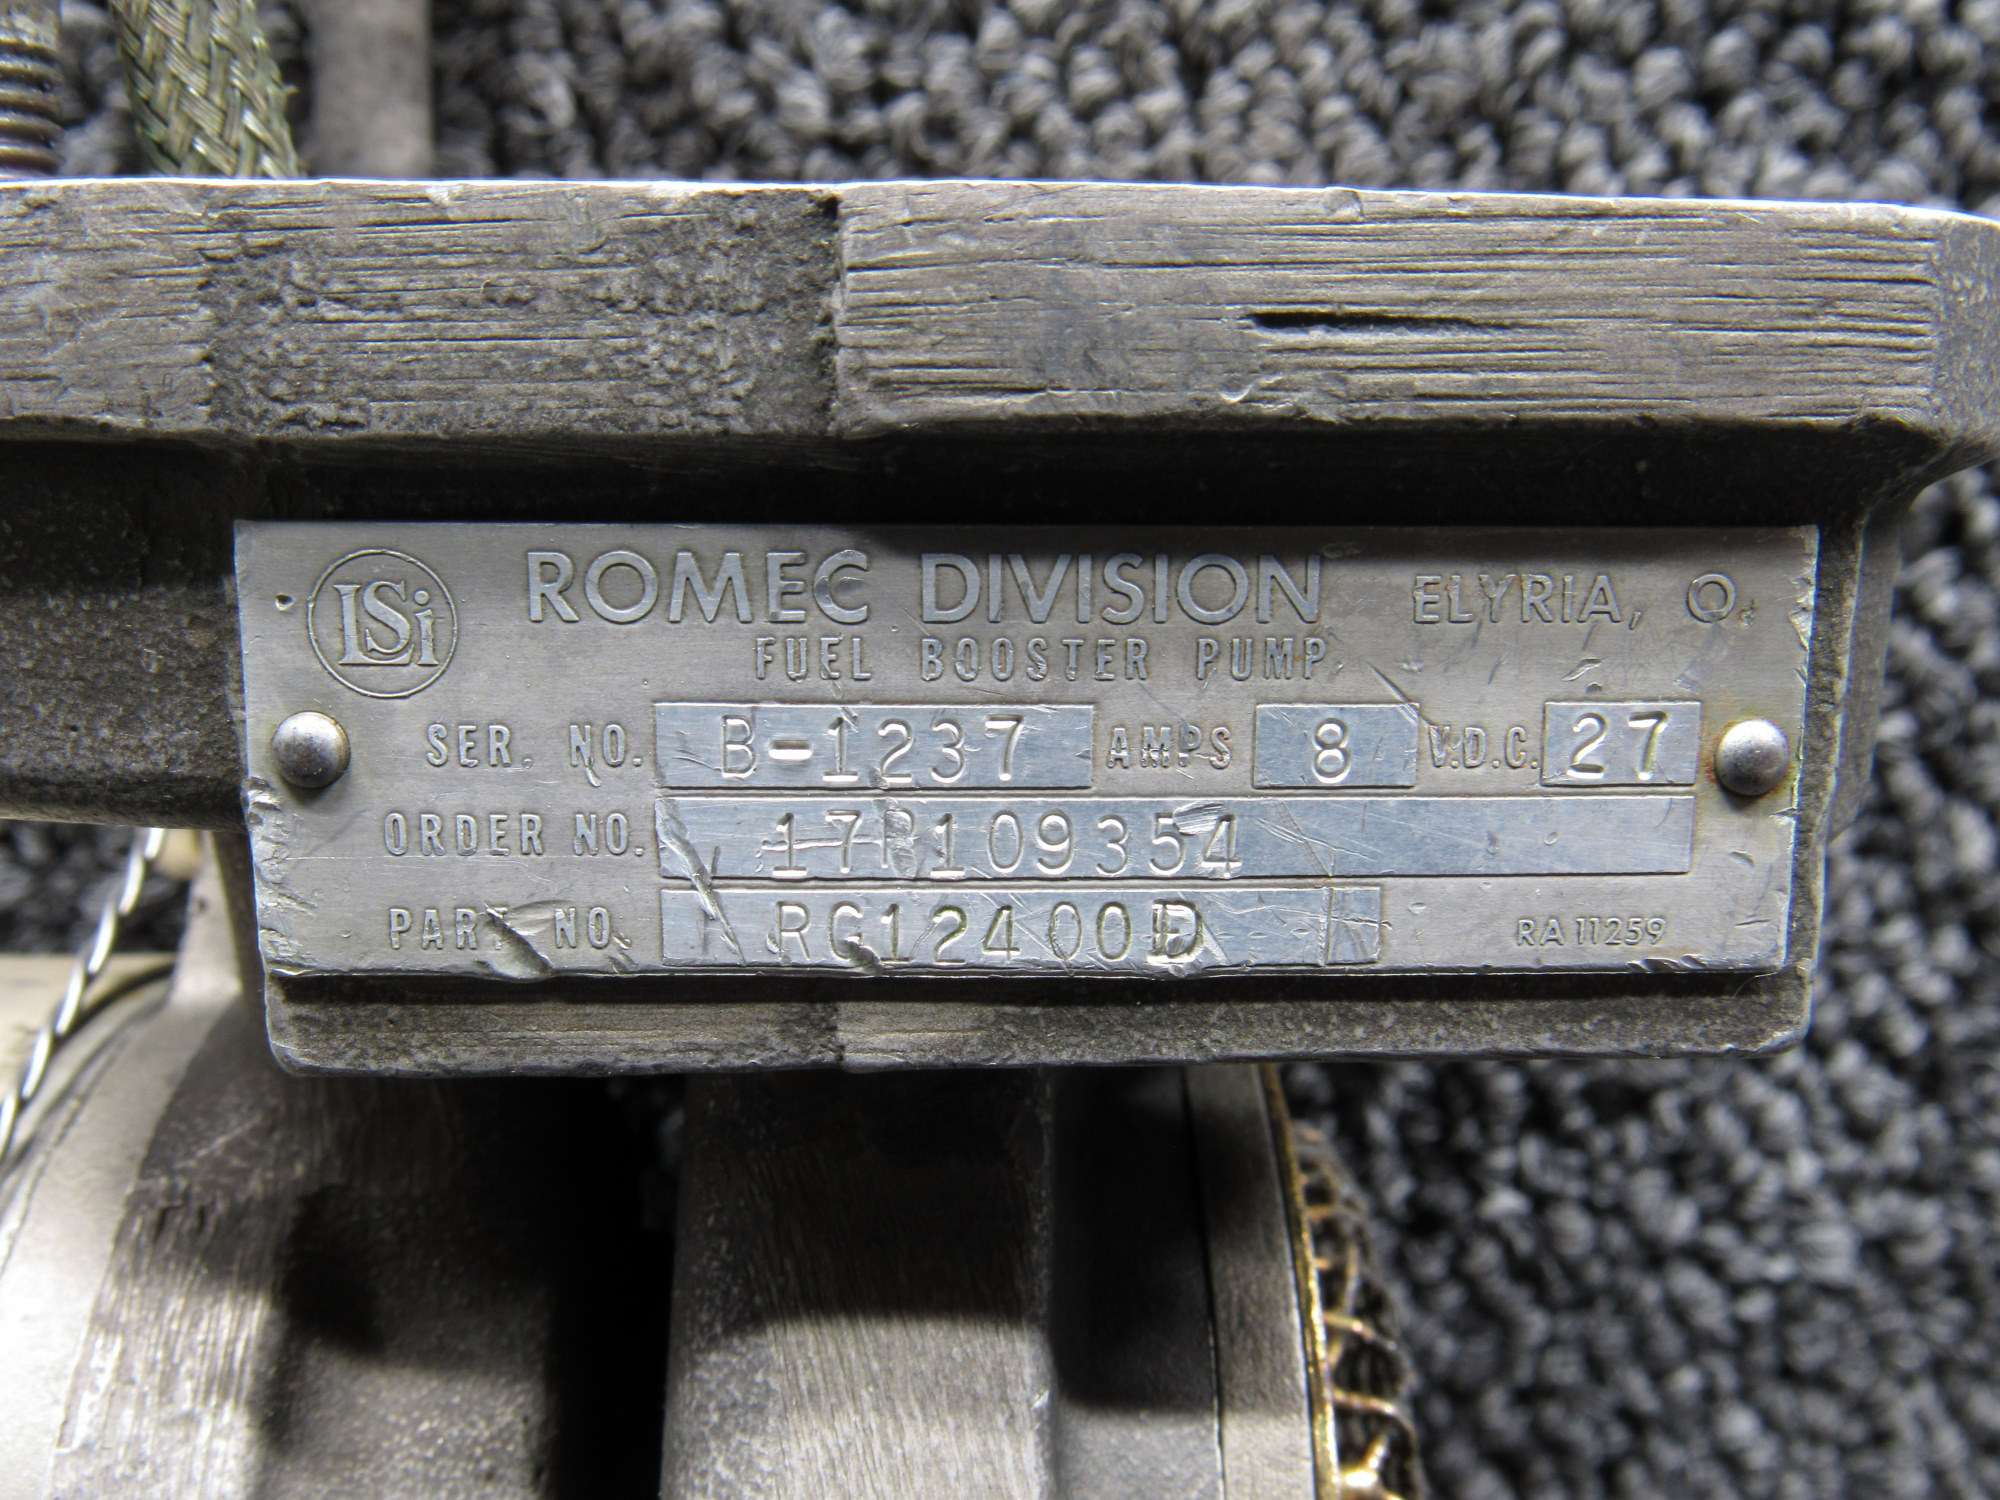 LSi ROMEC DIVISION ELYRIA, O.
FUEL BOOSTER PUMP
SER. NO. B-1237 AMPS 8 V.D.C. 27
ORDER NO. 17P109354
PART NO. RG12400D
RA 11259